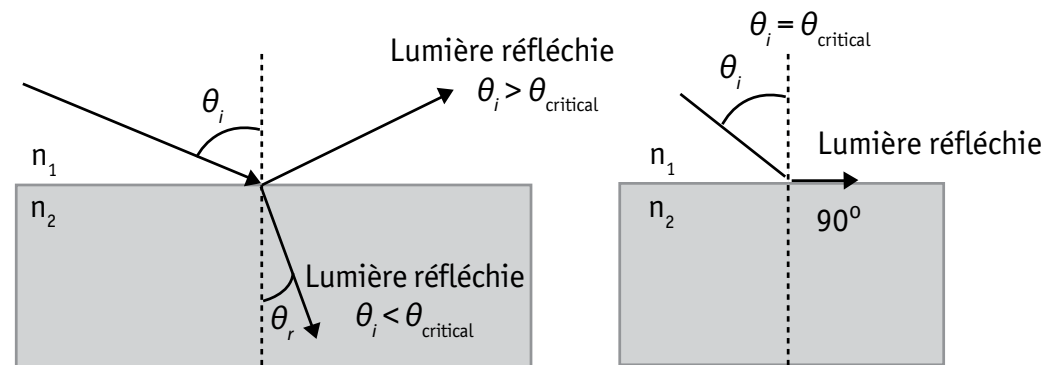 Lumière réfléchie
θi > θcritical
θi
n1
n2
Lumière réfléchie
θi < θcritical
θr
θi = θcritical
θi
Lumière réfléchie
n1
n2
90o